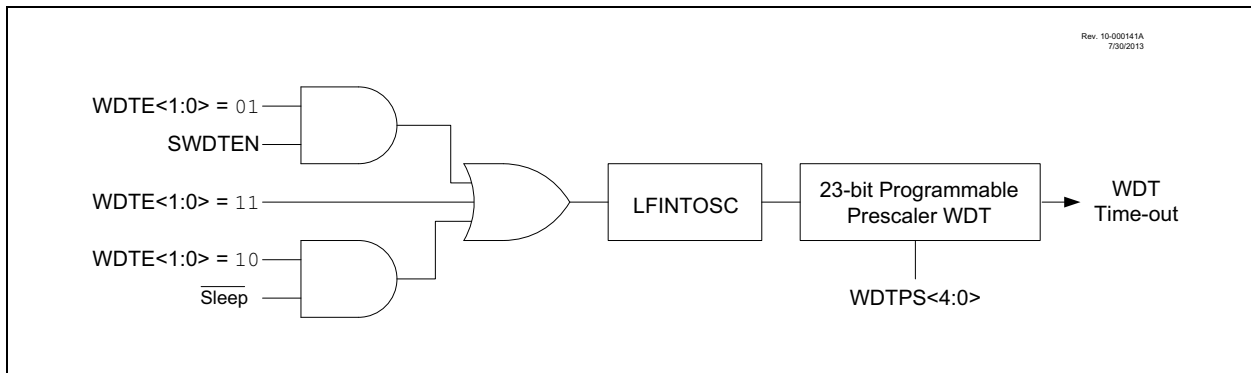 Rev. 10-000141A
7/30/2013
WDTE<1:0> = 01
SWDTEN
WDTE<1:0> = 11
WDTE<1:0> = 10
Sleep
LFINTOSC
23-bit Programmable
Prescaler WDT
WDT
Time-out
WDTPS<4:0>